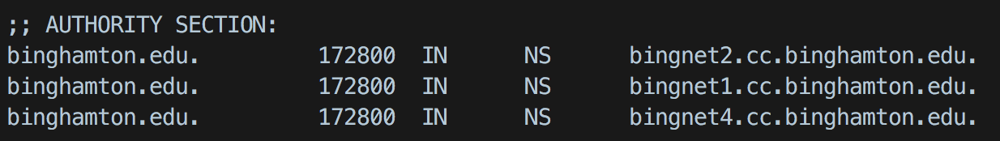 ;; AUTHORITY SECTION:
binghamton.edu. 172800 IN NS bingnet2.cc.binghamton.edu.
binghamton.edu. 172800 IN NS bingnet1.cc.binghamton.edu.
binghamton.edu. 172800 IN NS bingnet4.cc.binghamton.edu.